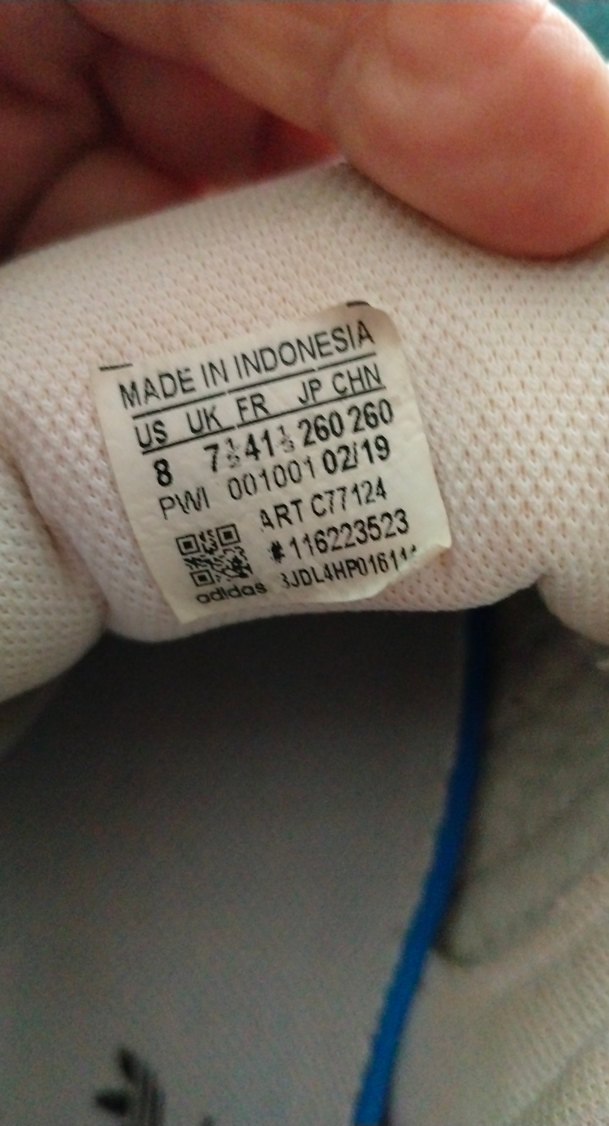 MADE IN INDONESIA
US UK FR JP CHN
8 7½ 41⅓ 260 260
PWI 001001 02/19
ART C77124
#116223523
adidas